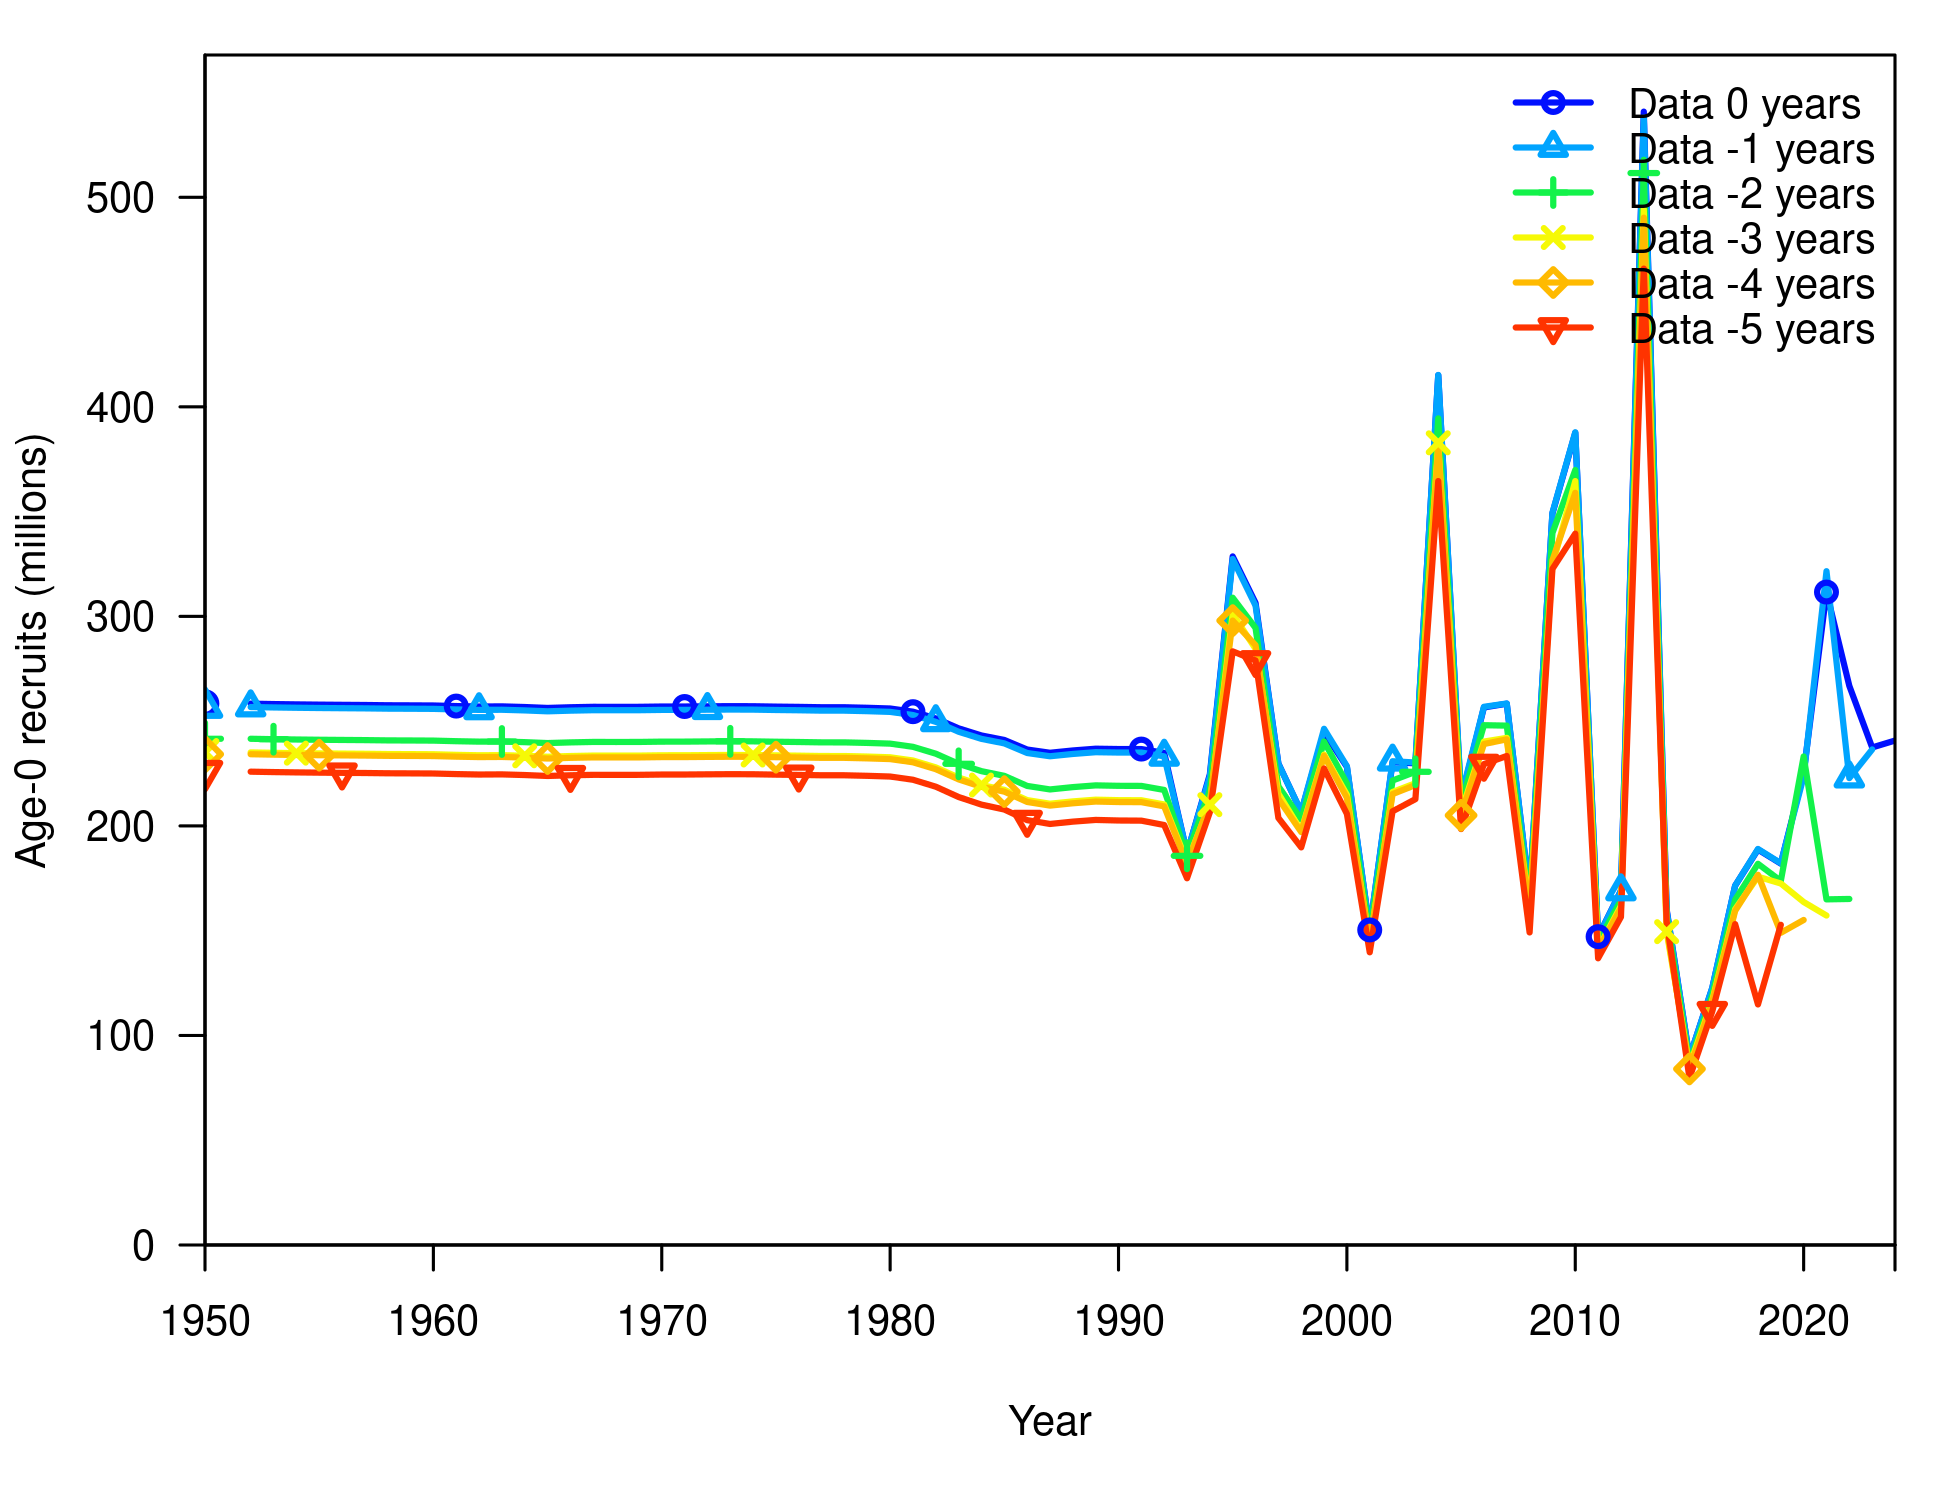 Data 0 years
Data -1 years
Data -2 years
Data -3 years
Data -4 years
Data -5 years
Age-0 recruits (millions)
500
400
300
200
100
0
1950 1960 1970 1980 1990 2000 2010 2020
Year